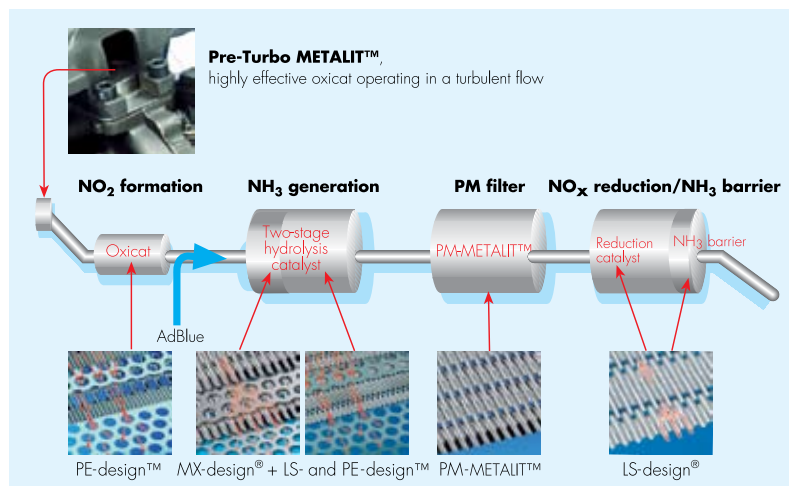 Pre-Turbo METALIT™,
highly effective oxicat operating in a turbulent flow
NO₂ formation
NH₃ generation
PM filter
NOx reduction/NH₃ barrier
Oxicat
Two-stage
hydrolysis
catalyst
PM-METALIT™
Reduction
catalyst
NH₃ barrier
AdBlue
PE-design™
MX-design® + LS- and PE-design™
PM-METALIT™
LS-design®